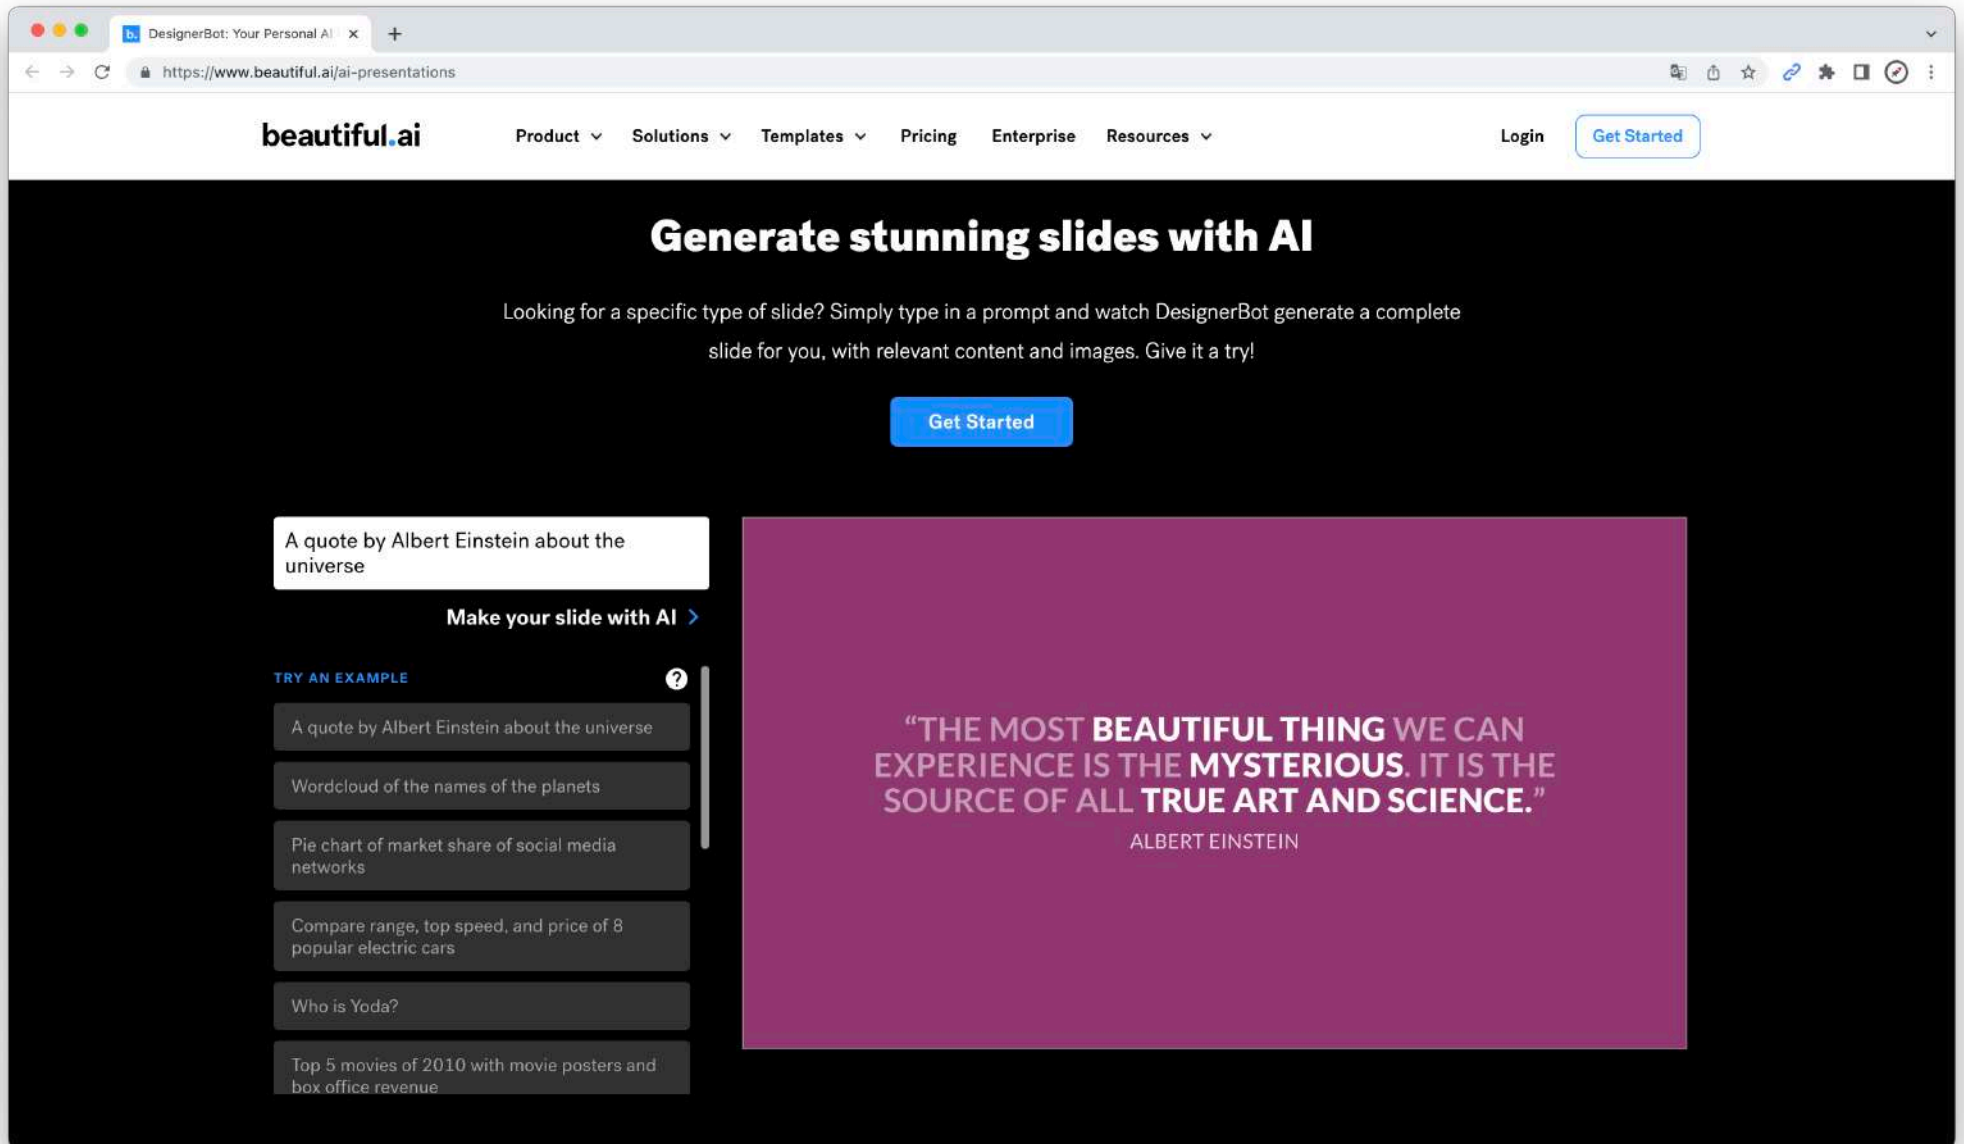 DesignerBot: Your Personal AI
https://www.beautiful.ai/ai-presentations
beautiful.ai
Product
Solutions
Templates
Pricing
Enterprise
Resources
Login
Get Started
Generate stunning slides with AI
Looking for a specific type of slide? Simply type in a prompt and watch DesignerBot generate a complete
slide for you, with relevant content and images. Give it a try!
Get Started
A quote by Albert Einstein about the
universe
Make your slide with AI
TRY AN EXAMPLE
A quote by Albert Einstein about the universe
Wordcloud of the names of the planets
Pie chart of market share of social media
networks
Compare range, top speed, and price of 8
popular electric cars
Who is Yoda?
Top 5 movies of 2010 with movie posters and
box office revenue
“THE MOST BEAUTIFUL THING WE CAN
EXPERIENCE IS THE MYSTERIOUS. IT IS THE
SOURCE OF ALL TRUE ART AND SCIENCE.”
ALBERT EINSTEIN